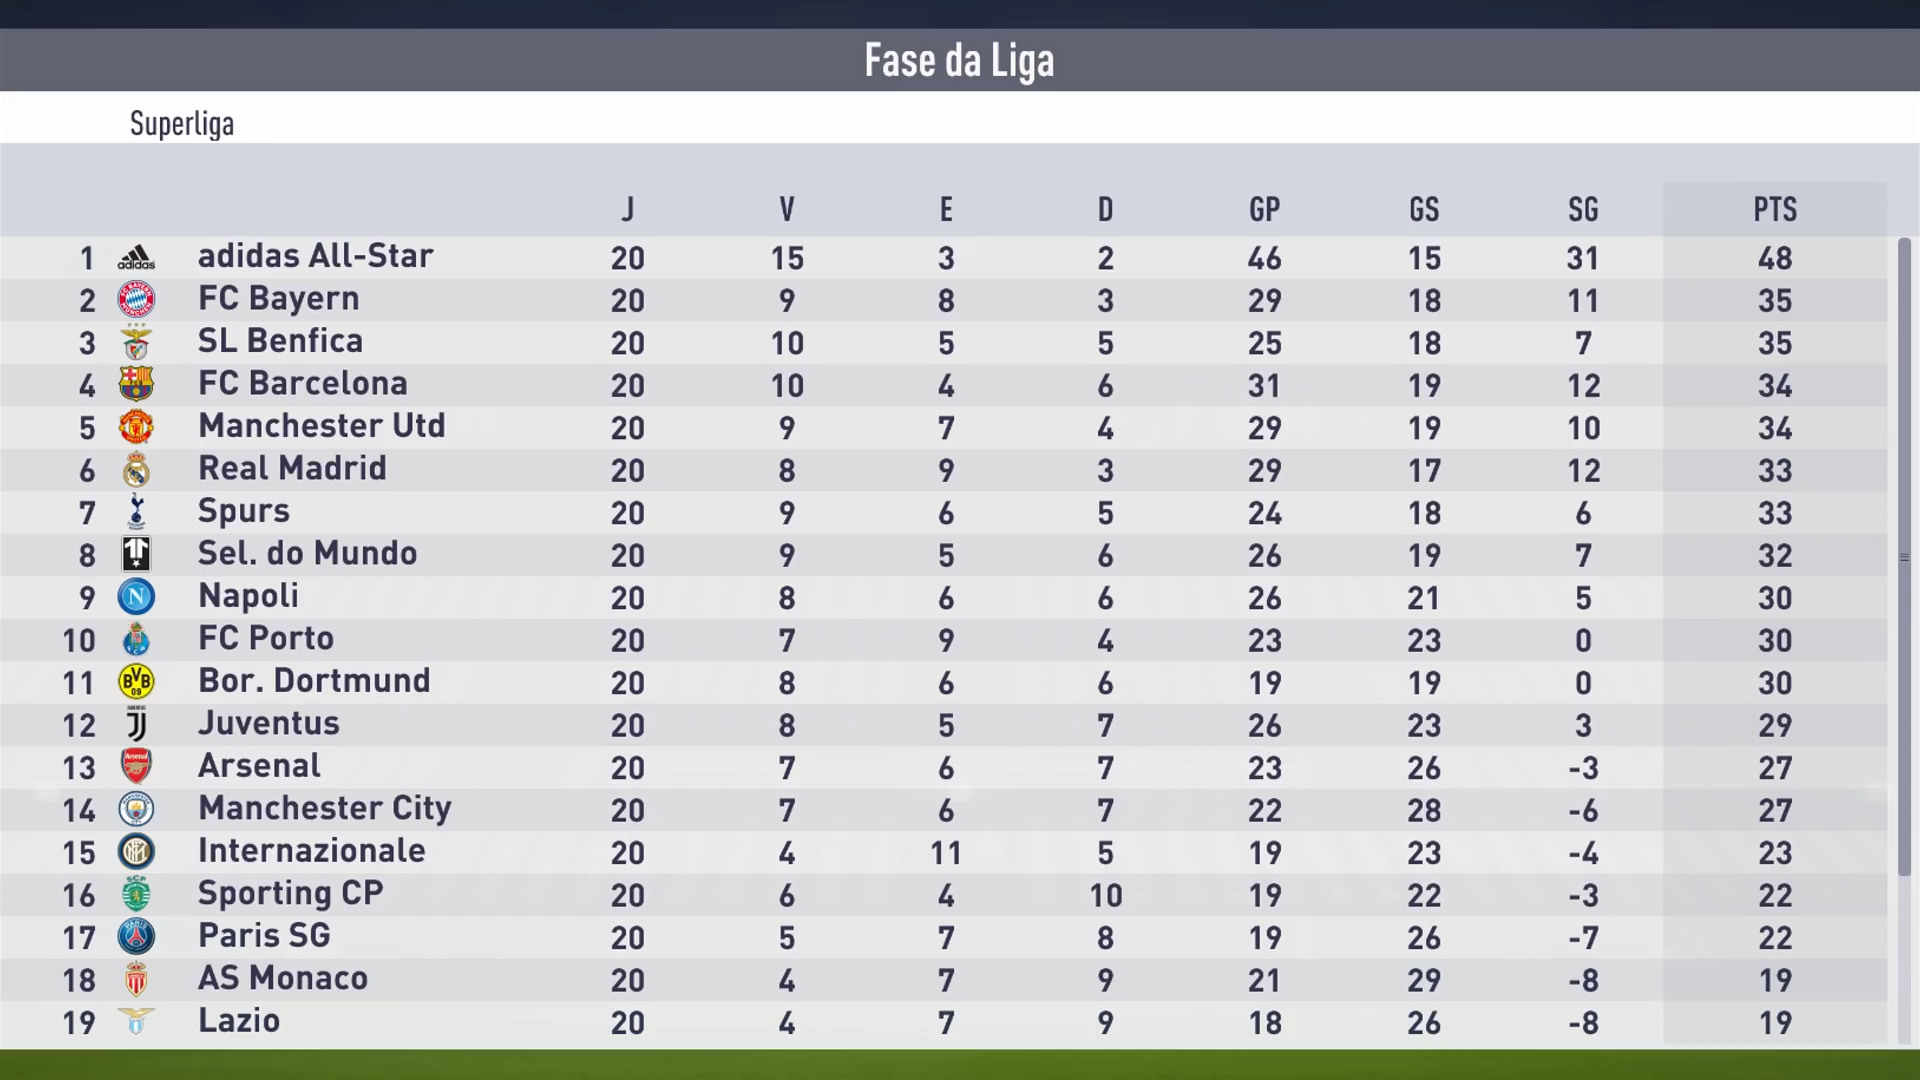 Fase da Liga
Superliga
J V E D GP GS SG PTS
1 adidas adidas All-Star 20 15 3 2 46 15 31 48
2 FC Bayern 20 9 8 3 29 18 11 35
3 SL Benfica 20 10 5 5 25 18 7 35
4 FC Barcelona 20 10 4 6 31 19 12 34
5 Manchester Utd 20 9 7 4 29 19 10 34
6 Real Madrid 20 8 9 3 29 17 12 33
7 Spurs 20 9 6 5 24 18 6 33
8 Sel. do Mundo 20 9 5 6 26 19 7 32
9 N Napoli 20 8 6 6 26 21 5 30
10 FC Porto 20 7 9 4 23 23 0 30
11 BVB 09 Bor. Dortmund 20 8 6 6 19 19 0 30
12 Juventus 20 8 5 7 26 23 3 29
13 Arsenal Arsenal 20 7 6 7 23 26 -3 27
14 Manchester City 20 7 6 7 22 28 -6 27
15 Internazionale 20 4 11 5 19 23 -4 23
16 SCP Sporting CP 20 6 4 10 19 22 -3 22
17 PARIS Paris SG 20 5 7 8 19 26 -7 22
18 AS Monaco 20 4 7 9 21 29 -8 19
19 Lazio 20 4 7 9 18 26 -8 19